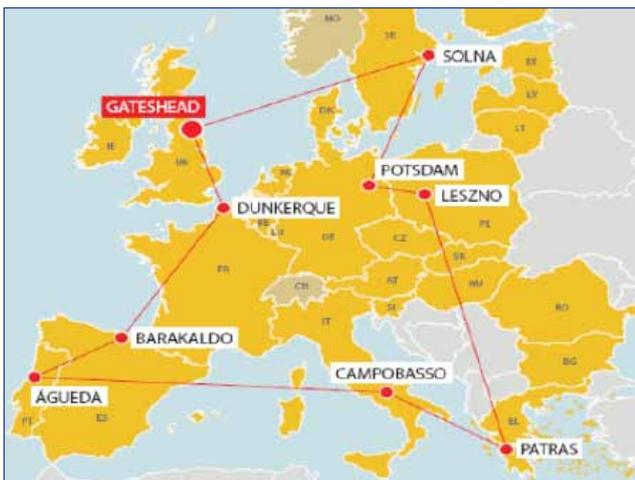 NO
SE
SOLNA
EE
GATESHEAD
LV
DK
LT
IE
UK
POTSDAM
NL
LESZNO
DUNKERQUE
BE
PL
LU
DE
CZ
SK
FR
AT
HU
CH
SI
RO
IT
BARAKALDO
BG
CAMPOBASSO
ÁGUEDA
PT
ES
EL
PATRAS